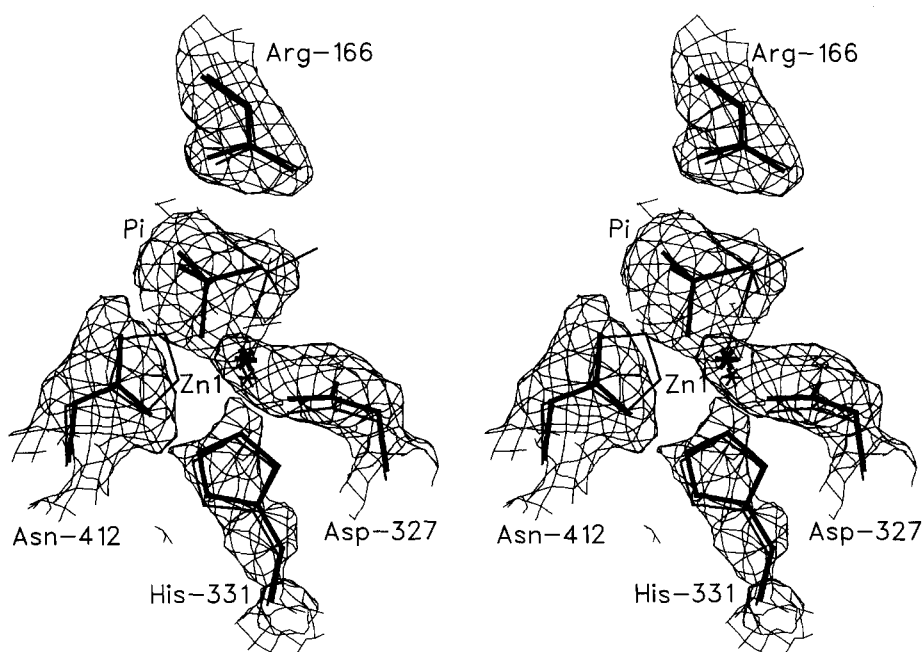 Arg-166 Arg-166
Pi Pi
Zn1 Zn1
Asn-412 Asp-327 Asn-412 Asp-327
His-331 His-331